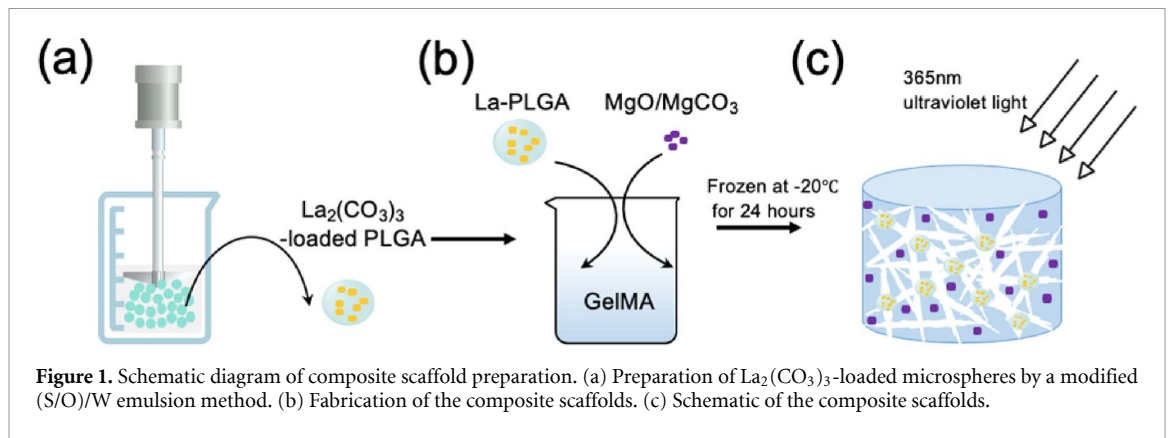 (a)
(b)
(c)
La-PLGA
MgO/MgCO₃
365nm
ultraviolet light
La₂(CO₃)₃
-loaded PLGA
Frozen at -20℃
for 24 hours
GelMA
Figure 1. Schematic diagram of composite scaffold preparation. (a) Preparation of La₂(CO₃)₃-loaded microspheres by a modified
(S/O)/W emulsion method. (b) Fabrication of the composite scaffolds. (c) Schematic of the composite scaffolds.